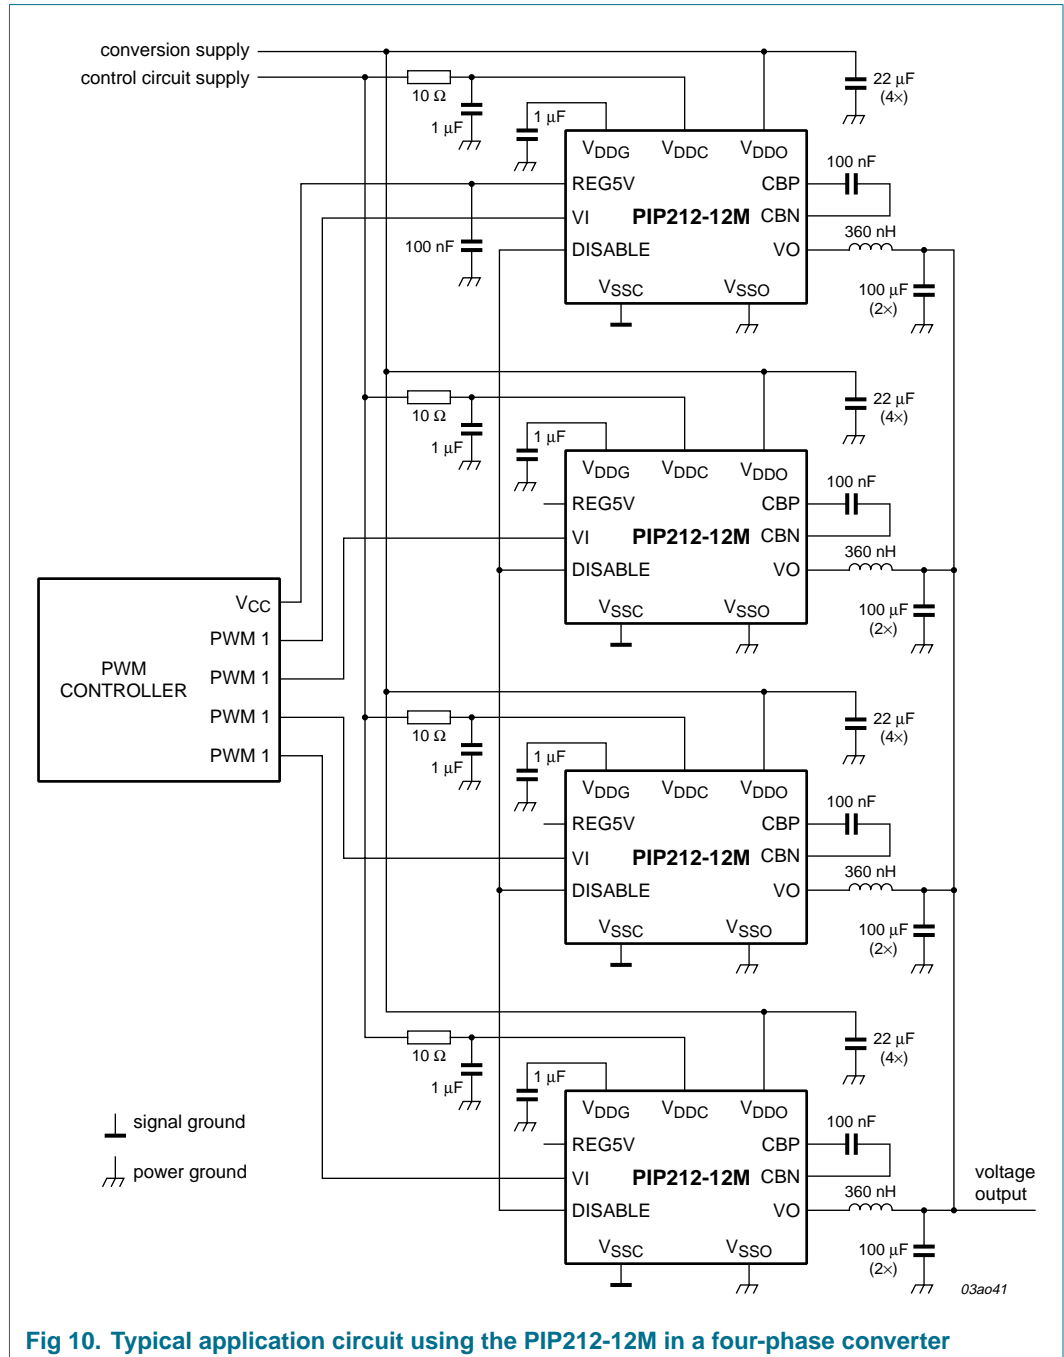 conversion supply
control circuit supply
10 Ω
1 μF
1 μF
22 μF
(4×)
VDDG VDDC VDDO
REG5V
VI
DISABLE
PIP212-12M
CBP
CBN
VO
VSSC VSSO
100 nF
100 nF
360 nH
100 μF
(2×)
10 Ω
1 μF
1 μF
22 μF
(4×)
VDDG VDDC VDDO
REG5V
VI
DISABLE
PIP212-12M
CBP
CBN
VO
VSSC VSSO
100 nF
360 nH
100 μF
(2×)
PWM
CONTROLLER
VCC
PWM 1
PWM 1
PWM 1
PWM 1
10 Ω
1 μF
1 μF
22 μF
(4×)
VDDG VDDC VDDO
REG5V
VI
DISABLE
PIP212-12M
CBP
CBN
VO
VSSC VSSO
100 nF
360 nH
100 μF
(2×)
10 Ω
1 μF
1 μF
22 μF
(4×)
VDDG VDDC VDDO
REG5V
VI
DISABLE
PIP212-12M
CBP
CBN
VO
VSSC VSSO
100 nF
360 nH
100 μF
(2×)
voltage
output
signal ground
power ground
03ao41
Fig 10. Typical application circuit using the PIP212-12M in a four-phase converter